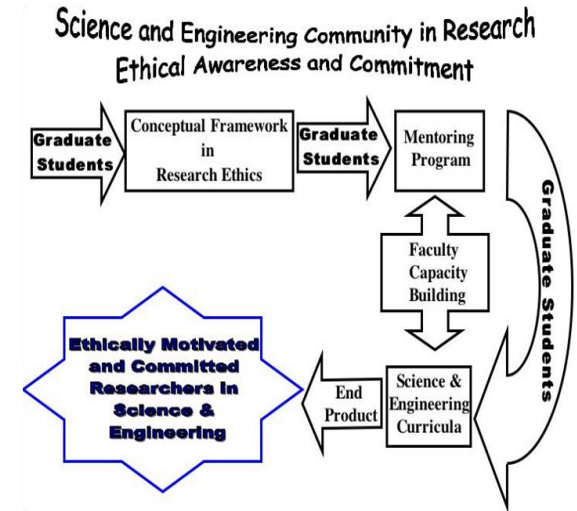 Science and Engineering Community in Research
Ethical Awareness and Commitment
Graduate
Students
Conceptual Framework
in
Research Ethics
Graduate
Students
Mentoring
Program
Graduate Students
Faculty
Capacity
Building
Science &
Engineering
Curricula
End
Product
Ethically Motivated
and Committed
Researchers in
Science &
Engineering